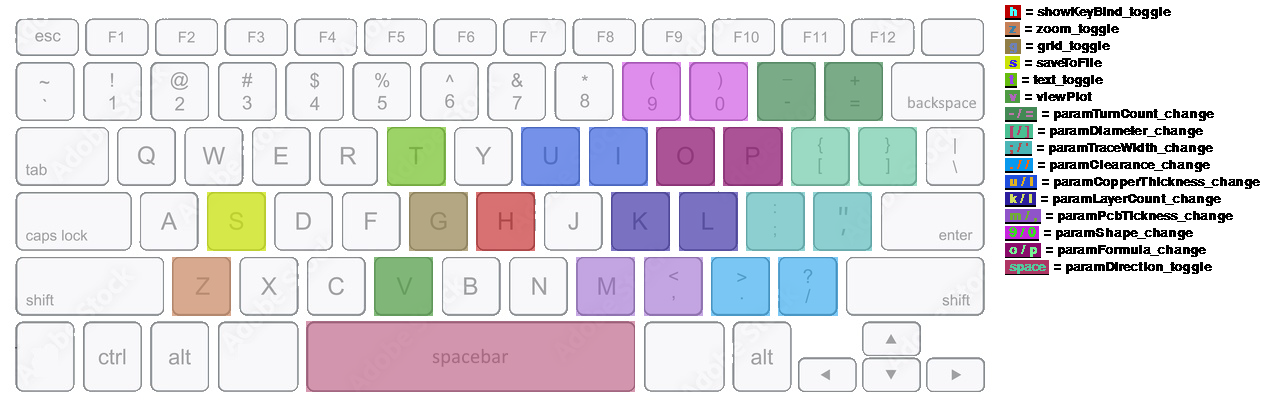 esc F1 F2 F3 F4 F5 F6 F7 F8 F9 F10 F11 F12
~ ! @ # $ % ^ & * ( ) _ +
` 1 2 3 4 5 6 7 8 9 0 - = backspace
tab Q W E R T Y U I O P { [ } ] | \
caps lock A S D F G H J K L : ; " , enter
shift Z X C V B N M < , > . ? / shift
ctrl alt spacebar alt
h = showKeyBind_toggle
z = zoom_toggle
g = grid_toggle
s = saveToFile
t = text_toggle
v = viewPlot
- / = = paramTurnCount_change
[ / ] = paramDiameter_change
; / ' = paramTraceWidth_change
. / / = paramClearance_change
u / i = paramCopperThickness_change
k / l = paramLayerCount_change
m / , = paramPcbTickness_change
9 / 0 = paramShape_change
o / p = paramFormula_change
space = paramDirection_toggle